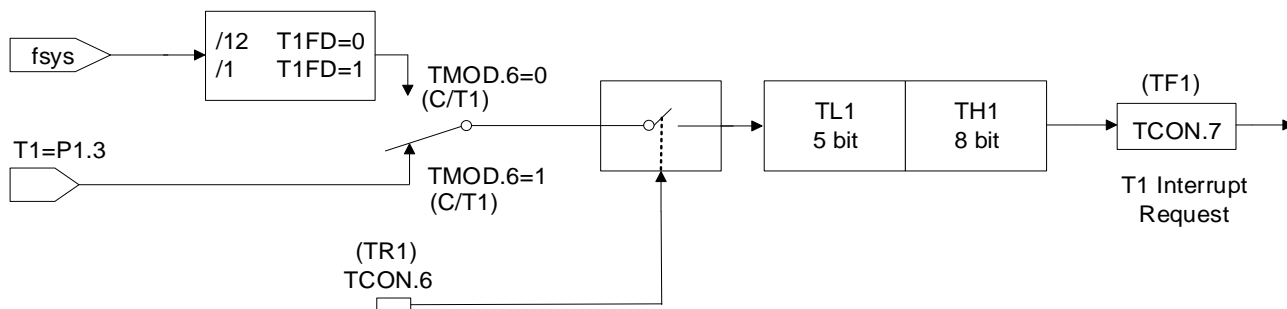 fsys
/12 T1FD=0
/1 T1FD=1
TMOD.6=0
(C/T1)
T1=P1.3
TMOD.6=1
(C/T1)
(TR1)
TCON.6
TL1
5 bit
TH1
8 bit
(TF1)
TCON.7
T1 Interrupt
Request